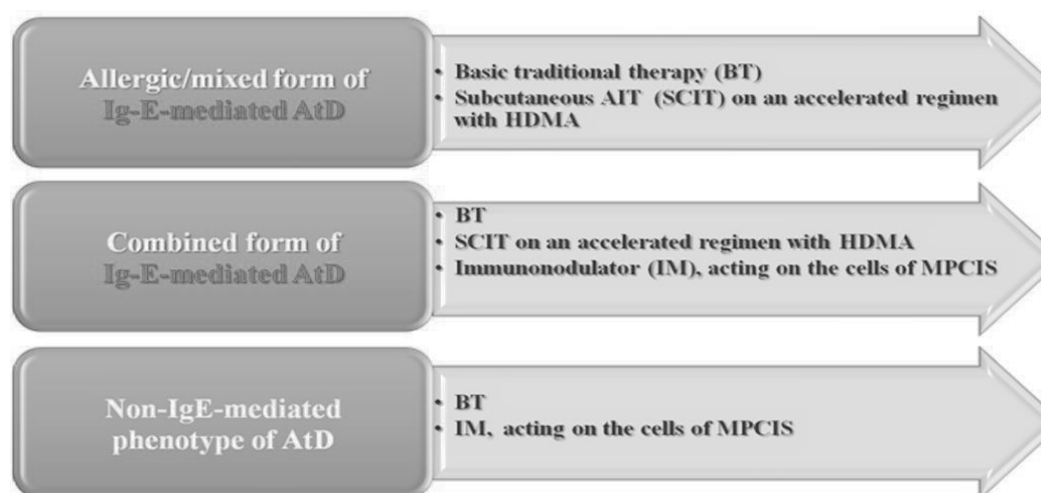 Allergic/mixed form of
Ig-E-mediated AtD
• Basic traditional therapy (BT)
• Subcutaneous AIT (SCIT) on an accelerated regimen
with HDMA
Combined form of
Ig-E-mediated AtD
• BT
• SCIT on an accelerated regimen with HDMA
• Immunonodulator (IM), acting on the cells of MPCIS
Non-IgE-mediated
phenotype of AtD
• BT
• IM, acting on the cells of MPCIS